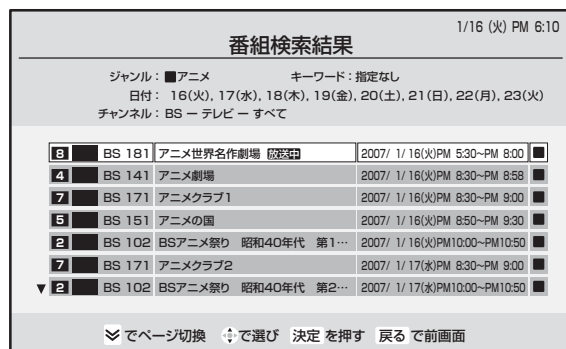 1/16 (火) PM 6:10
番組検索結果
ジャンル：■アニメ キーワード：指定なし
日付： 16(火), 17(水), 18(木), 19(金), 20(土), 21(日), 22(月), 23(火)
チャンネル：BS ー テレビ ー すべて
8 BS 181 アニメ世界名作劇場 放送中 2007/ 1/ 16(火)PM 5:30~PM 8:00
4 BS 141 アニメ劇場 2007/ 1/ 16(火)PM 8:30~PM 8:58
7 BS 171 アニメクラブ1 2007/ 1/ 16(火)PM 8:30~PM 9:00
5 BS 151 アニメの国 2007/ 1/ 16(火)PM 8:50~PM 9:30
2 BS 102 BSアニメ祭り 昭和40年代 第1… 2007/ 1/ 16(火)PM10:00~PM10:50
7 BS 171 アニメクラブ2 2007/ 1/ 17(水)PM 8:30~PM 9:00
▼ 2 BS 102 BSアニメ祭り 昭和40年代 第2… 2007/ 1/ 17(水)PM10:00~PM10:50
でページ切換 で選び 決定 を押す 戻る で前画面